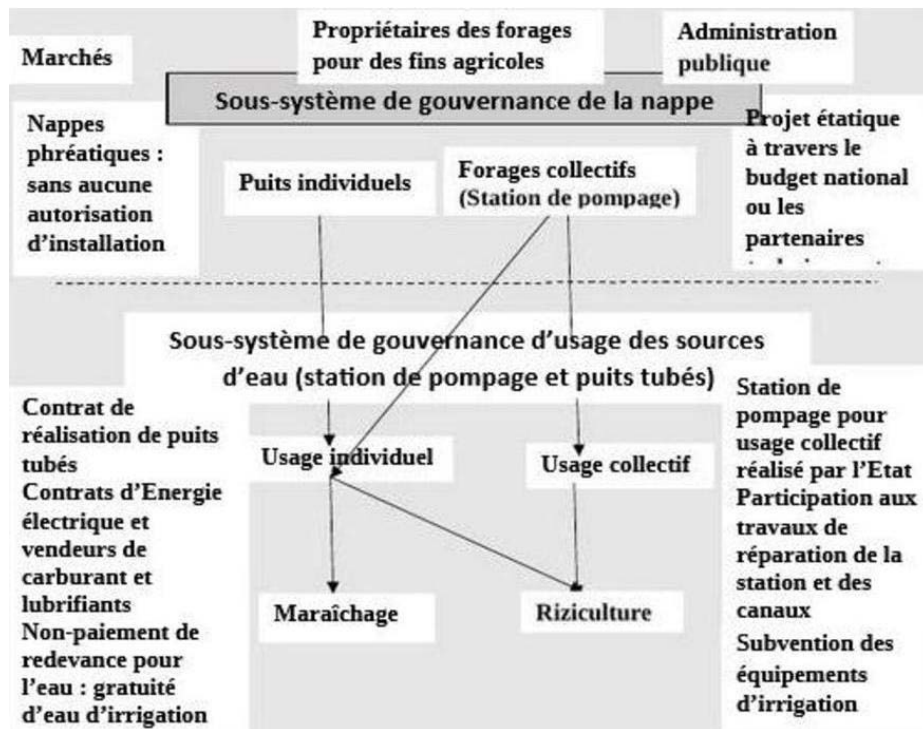 Marchés
Propriétaires des forages
pour des fins agricoles
Administration
publique
Sous-système de gouvernance de la nappe
Nappes
phréatiques :
sans aucune
autorisation
d’installation
Puits individuels
Forages collectifs
(Station de pompage)
Projet étatique
à travers le
budget national
ou les
partenaires
Sous-système de gouvernance d’usage des sources
d’eau (station de pompage et puits tubés)
Contrat de
réalisation de puits
tubés
Contrats d’Energie
électrique et
vendeurs de
carburant et
lubrifiants
Non-paiement de
redevance pour
l’eau : gratuité
d’eau d’irrigation
Usage individuel
Usage collectif
Maraîchage
Riziculture
Station de
pompage pour
usage collectif
réalisé par l’Etat
Participation aux
travaux de
réparation de la
station et des
canaux
Subvention des
équipements
d’irrigation